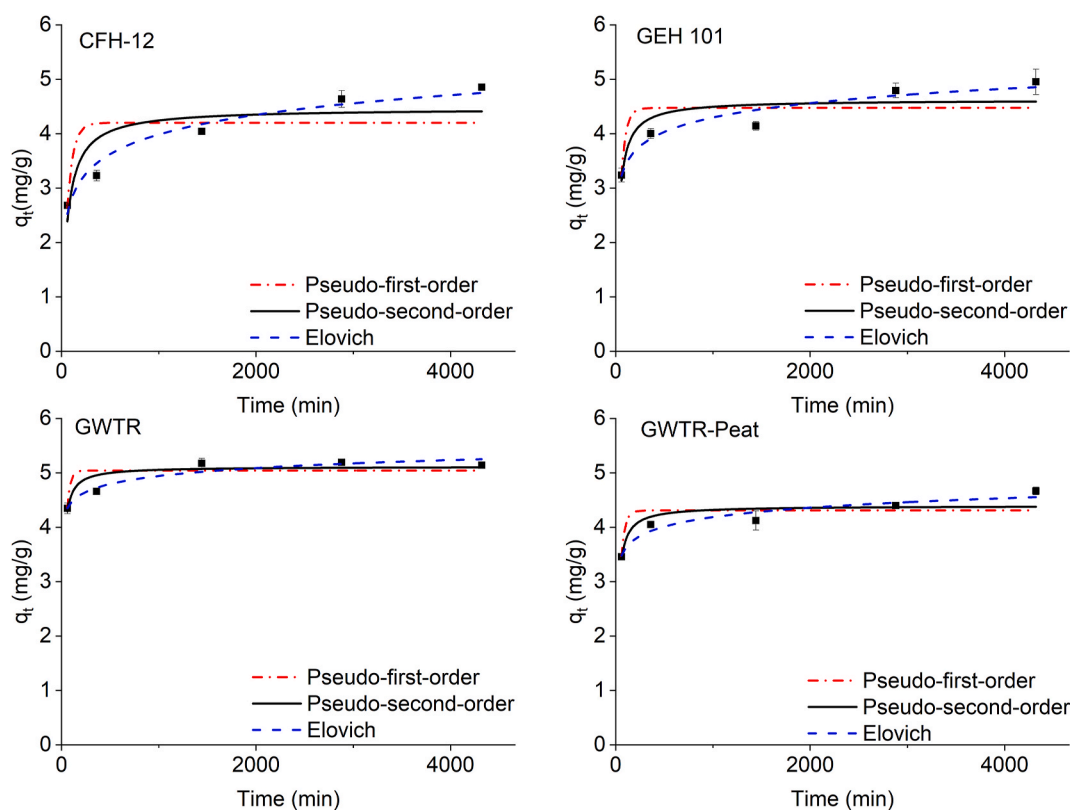 CFH-12
6
5
4
3
2
1
0
q_t(mg/g)
Pseudo-first-order
Pseudo-second-order
Elovich
0 2000 4000
Time (min)
GEH 101
6
5
4
3
2
1
0
q_t (mg/g)
Pseudo-first-order
Pseudo-second-order
Elovich
0 2000 4000
Time (min)
GWTR
6
5
4
3
2
1
0
q_t (mg/g)
Pseudo-first-order
Pseudo-second-order
Elovich
0 2000 4000
Time (min)
GWTR-Peat
6
5
4
3
2
1
0
q_t (mg/g)
Pseudo-first-order
Pseudo-second-order
Elovich
0 2000 4000
Time (min)